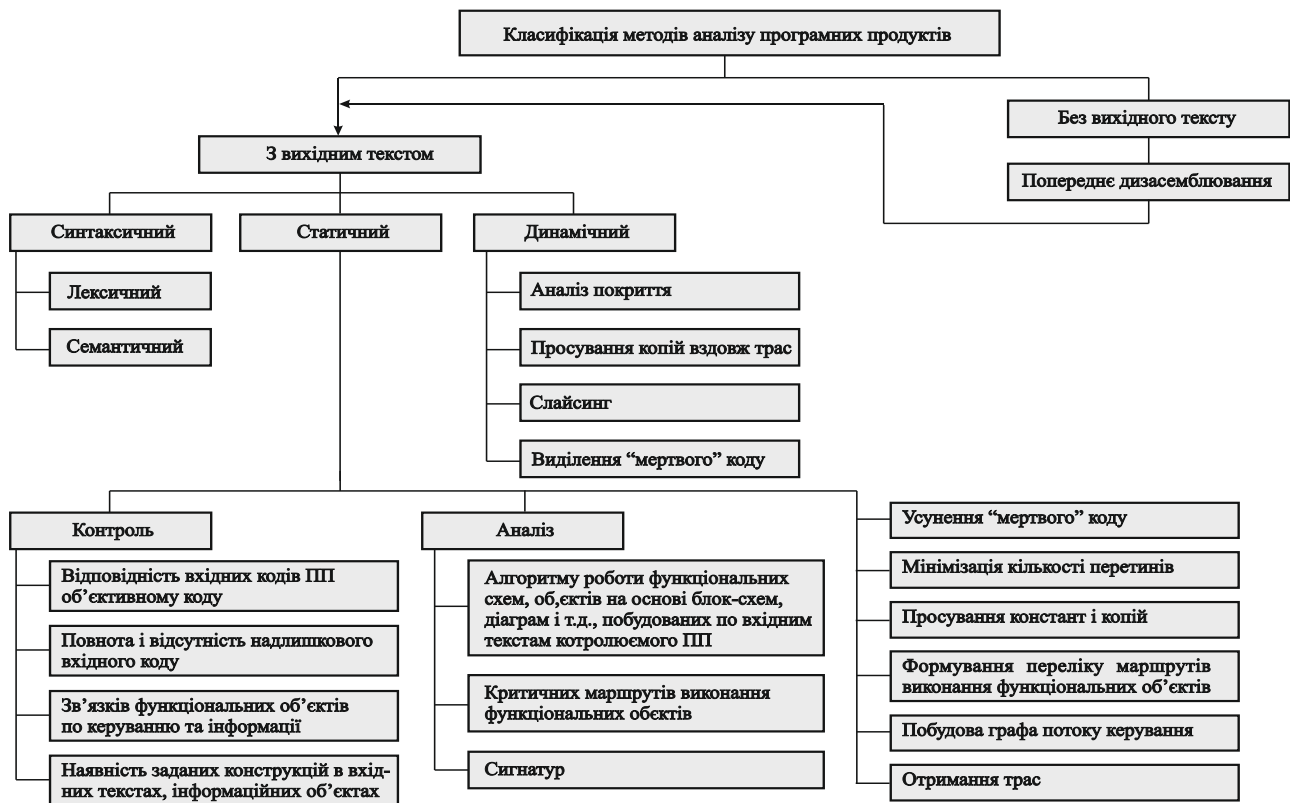 Класифікація методів аналізу програмних продуктів
Без вихідного тексту
З вихідним текстом
Попереднє дизасемблювання
Синтаксичний
Статичний
Динамічний
Лексичний
Семантичний
Аналіз покриття
Просування копій вздовж трас
Слайсинг
Виділення “мертвого” коду
Контроль
Відповідність вхідних кодів ПП
об’єктивному коду
Повнота і відсутність надлишкового
вхідного коду
Зв’язків функціональних об’єктів
по керуванню та інформації
Наявність заданих конструкцій в вхід-
них текстах, інформаційних об’єктах
Аналіз
Алгоритму роботи функціональних
схем, об,єктів на основі блок-схем,
діаграм і т.д., побудованих по вхідним
текстам котролюємого ПП
Критичних маршрутів виконання
функціональних обєктів
Сигнатур
Усунення “мертвого” коду
Мінімізація кількості перетинів
Просування констант і копій
Формування переліку маршрутів
виконання функціональних об’єктів
Побудова графа потоку керування
Отримання трас